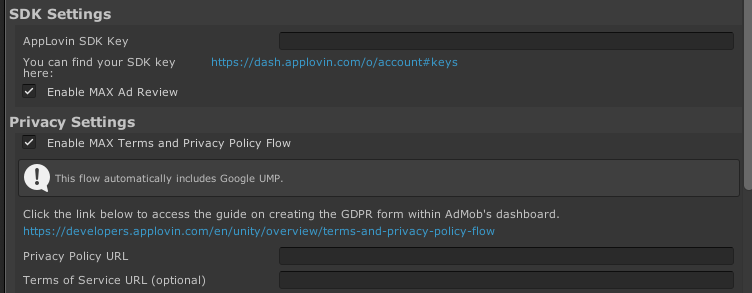 SDK Settings
AppLovin SDK Key
You can find your SDK key
here:
https://dash.applovin.com/o/account#keys
Enable MAX Ad Review
Privacy Settings
Enable MAX Terms and Privacy Policy Flow
This flow automatically includes Google UMP.
Click the link below to access the guide on creating the GDPR form within AdMob's dashboard.
https://developers.applovin.com/en/unity/overview/terms-and-privacy-policy-flow
Privacy Policy URL
Terms of Service URL (optional)